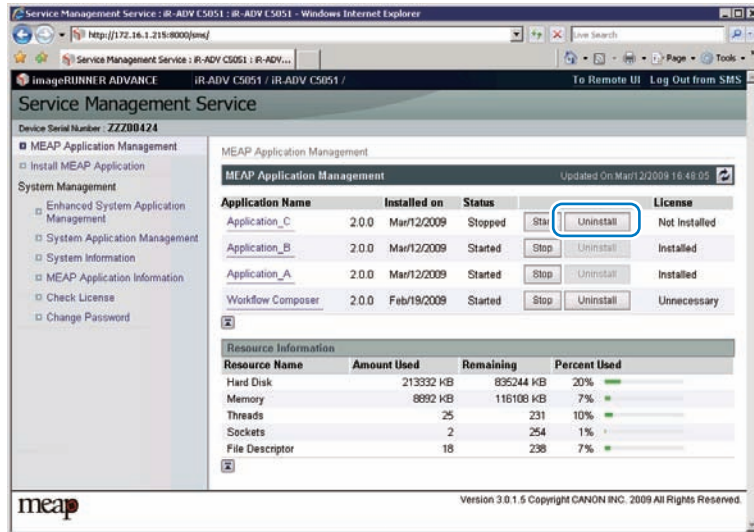 Service Management Service : iR-ADV C5051 : iR-ADV C5051 - Windows Internet Explorer
http://172.16.1.215:8000/sms/
Live Search
Service Management Service : iR-ADV C5051 : iR-ADV...
Page
Tools
imageRUNNER ADVANCE iR-ADV C5051 / iR-ADV C5051 /
To Remote UI Log Out from SMS
Service Management Service
Device Serial Number : ZZZ00424
MEAP Application Management
Install MEAP Application
System Management
Enhanced System Application
Management
System Application Management
System Information
MEAP Application Information
Check License
Change Password
MEAP Application Management
MEAP Application Management Updated On:Mar/12/2009 16:48:05
Application Name Installed on Status License
Application_C 2.0.0 Mar/12/2009 Stopped Start Uninstall Not Installed
Application_B 2.0.0 Mar/12/2009 Started Stop Uninstall Installed
Application_A 2.0.0 Mar/12/2009 Started Stop Uninstall Installed
Workflow Composer 2.0.0 Feb/19/2009 Started Stop Uninstall Unnecessary
Resource Information
Resource Name Amount Used Remaining Percent Used
Hard Disk 213332 KB 835244 KB 20%
Memory 8892 KB 116108 KB 7%
Threads 25 231 10%
Sockets 2 254 1%
File Descriptor 18 238 7%
meap
Version 3.0.1.5 Copyright CANON INC. 2009 All Rights Reserved.